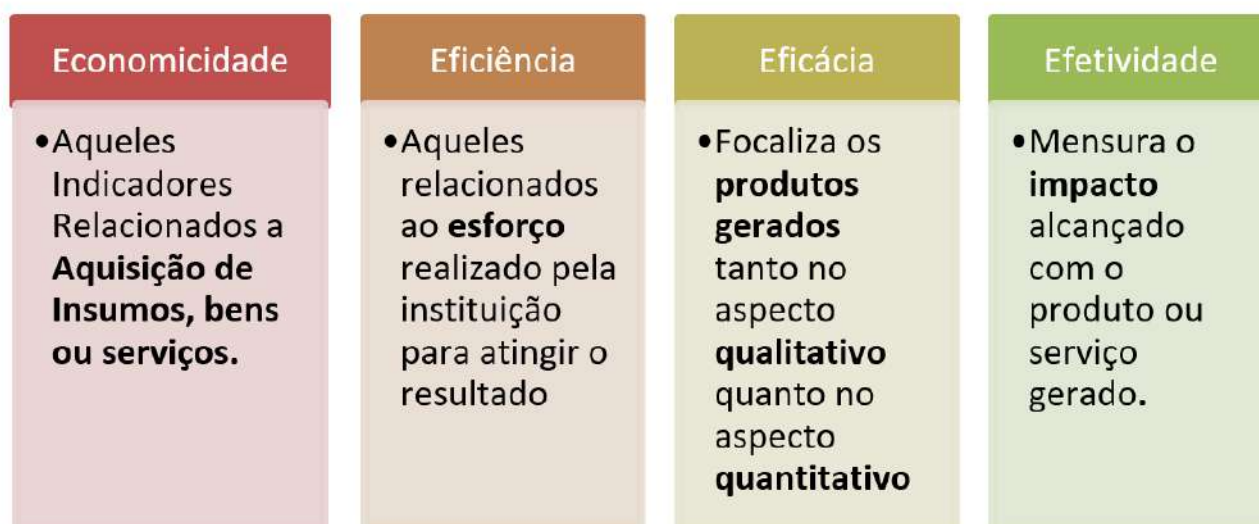 Economicidade
•Aqueles
Indicadores
Relacionados a
Aquisição de
Insumos, bens
ou serviços.
Eficiência
•Aqueles
relacionados
ao esforço
realizado pela
instituição
para atingir o
resultado
Eficácia
•Focaliza os
produtos
gerados
tanto no
aspecto
qualitativo
quanto no
aspecto
quantitativo
Efetividade
•Mensura o
impacto
alcançado
com o
produto ou
serviço
gerado.